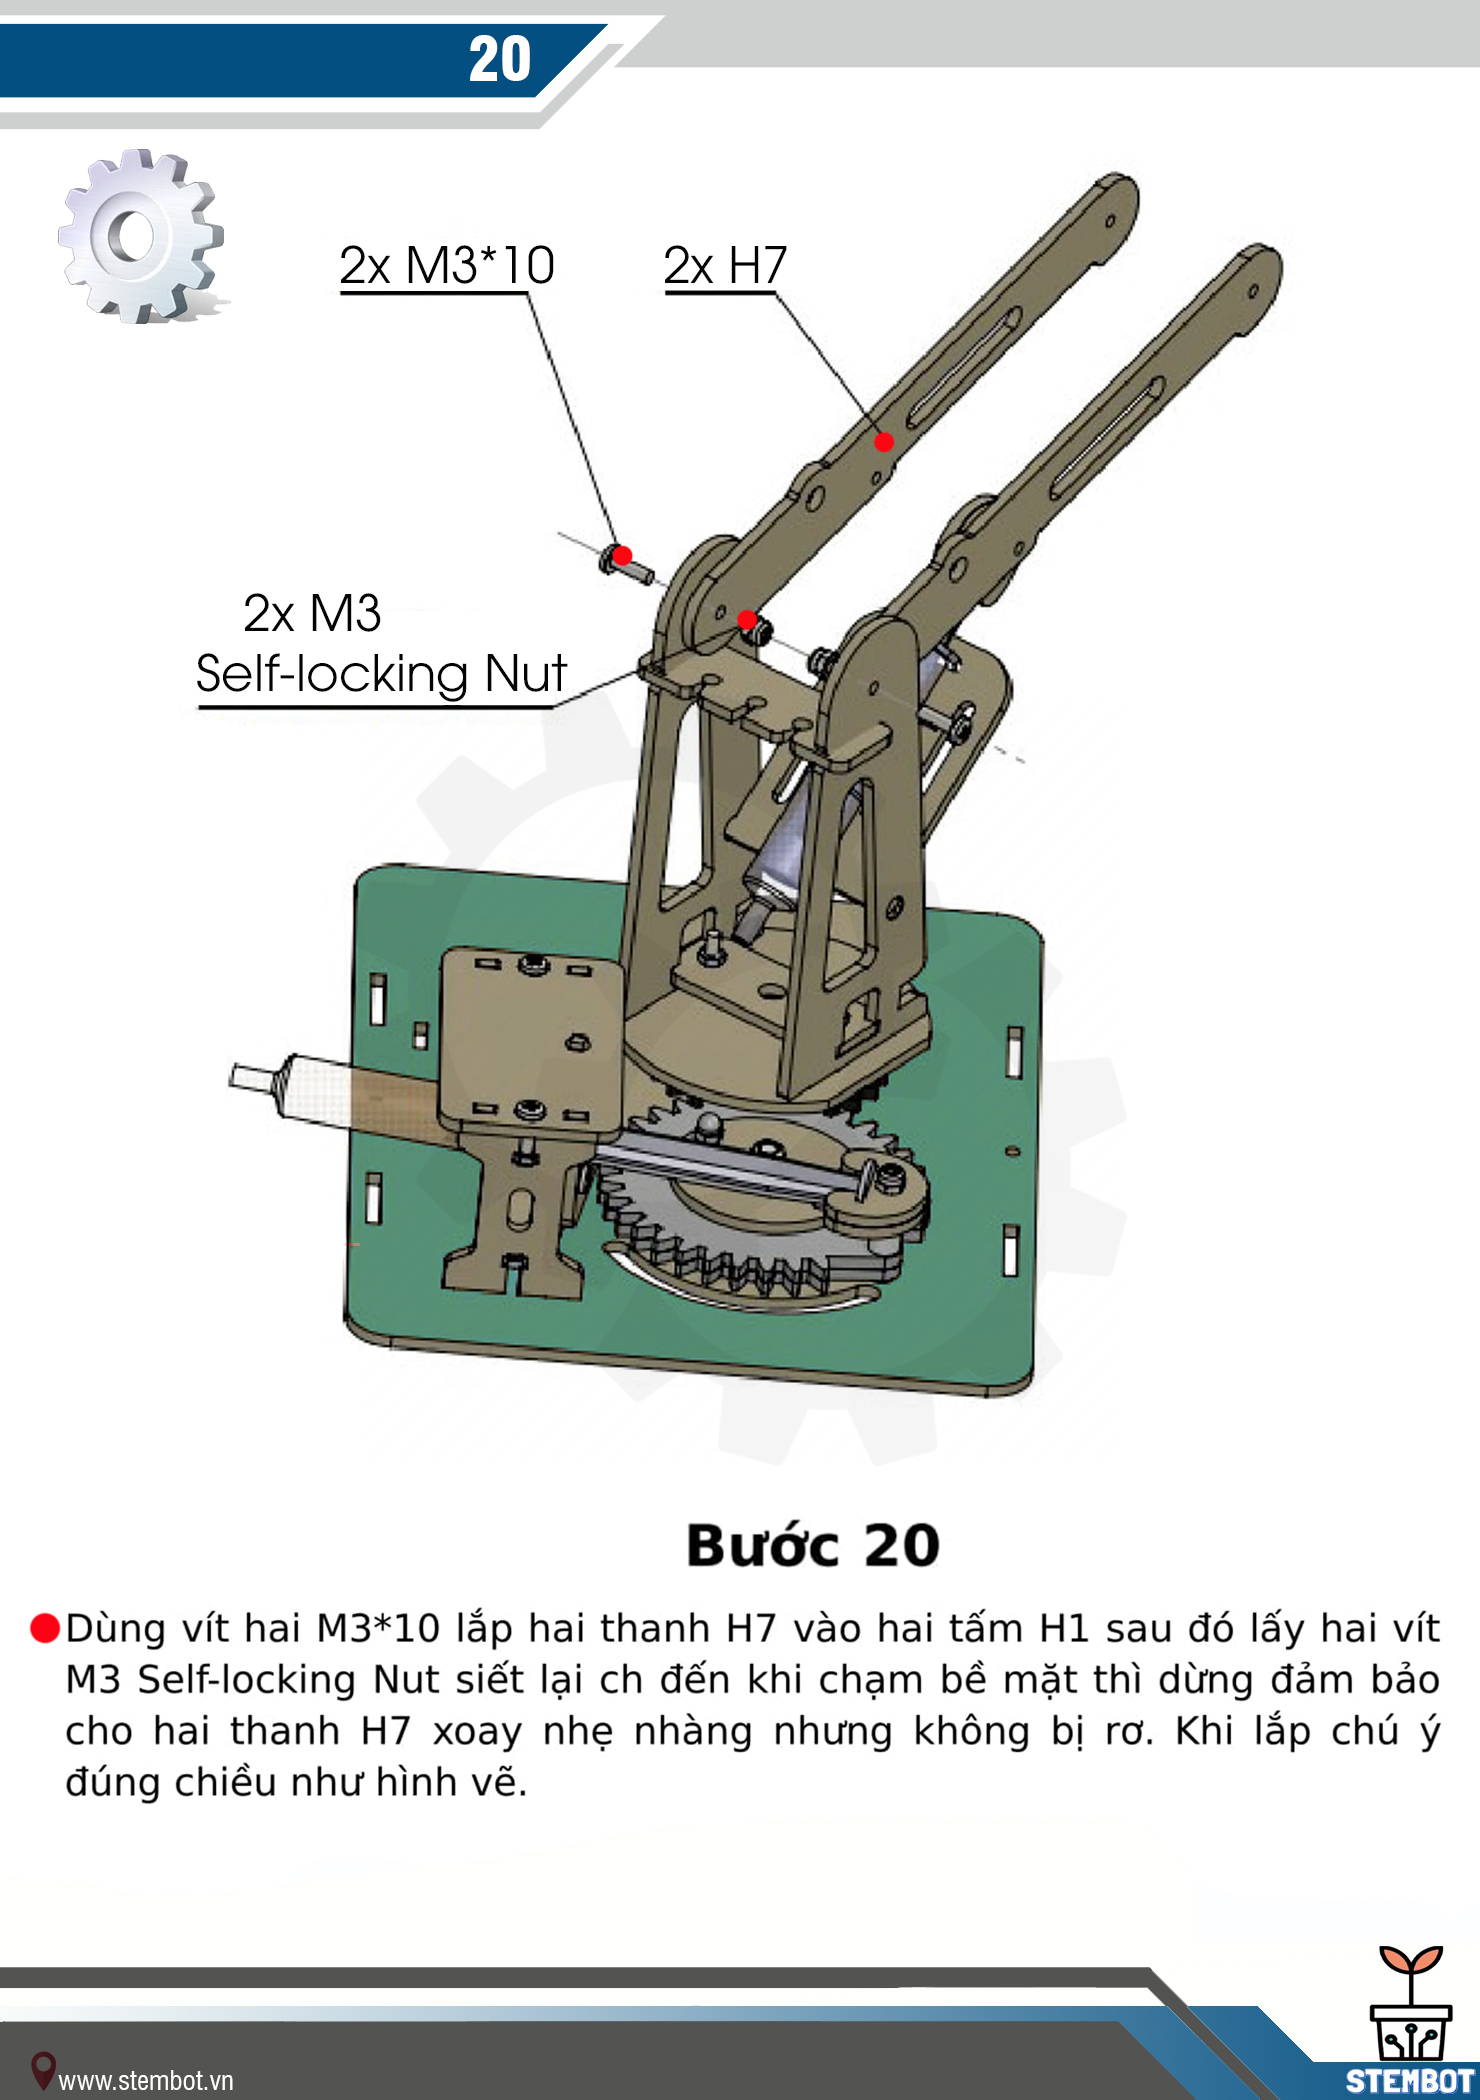 20
2x M3*10
2x H7
2x M3
Self-locking Nut
Bước 20
Dùng vít hai M3*10 lắp hai thanh H7 vào hai tấm H1 sau đó lấy hai vít
M3 Self-locking Nut siết lại ch đến khi chạm bề mặt thì dừng đảm bảo
cho hai thanh H7 xoay nhẹ nhàng nhưng không bị rơ. Khi lắp chú ý
đúng chiều như hình vẽ.
www.stembot.vn
STEMBOT